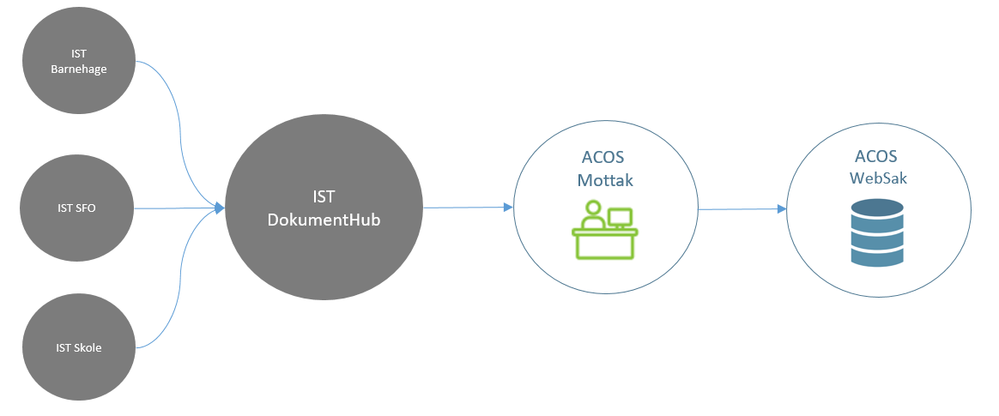 IST
Barnehage
IST SFO
IST Skole
IST
DokumentHub
ACOS
Mottak
ACOS
WebSak